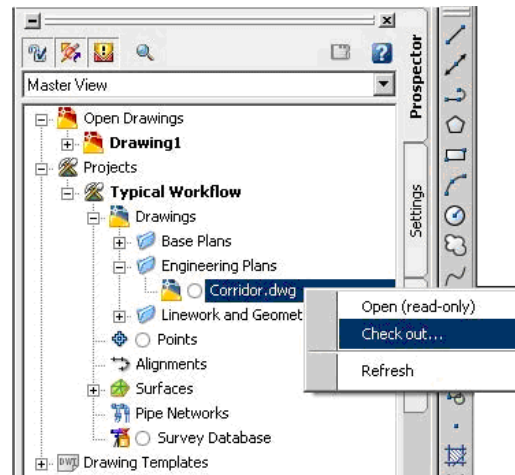 Master View
Open Drawings
Drawing1
Projects
Typical Workflow
Drawings
Base Plans
Engineering Plans
Corridor.dwg
Linework and Geomet
Points
Alignments
Surfaces
Pipe Networks
Survey Database
DWT Drawing Templates
Open (read-only)
Check out...
Refresh
Prospector
Settings